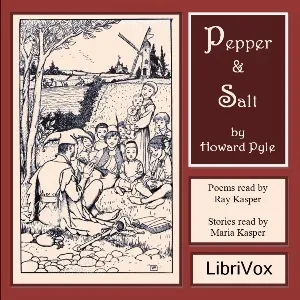 Pepper
&
Salt
by
Howard Pyle
Poems read by
Ray Kasper
Stories read by
Maria Kasper
LibriVox